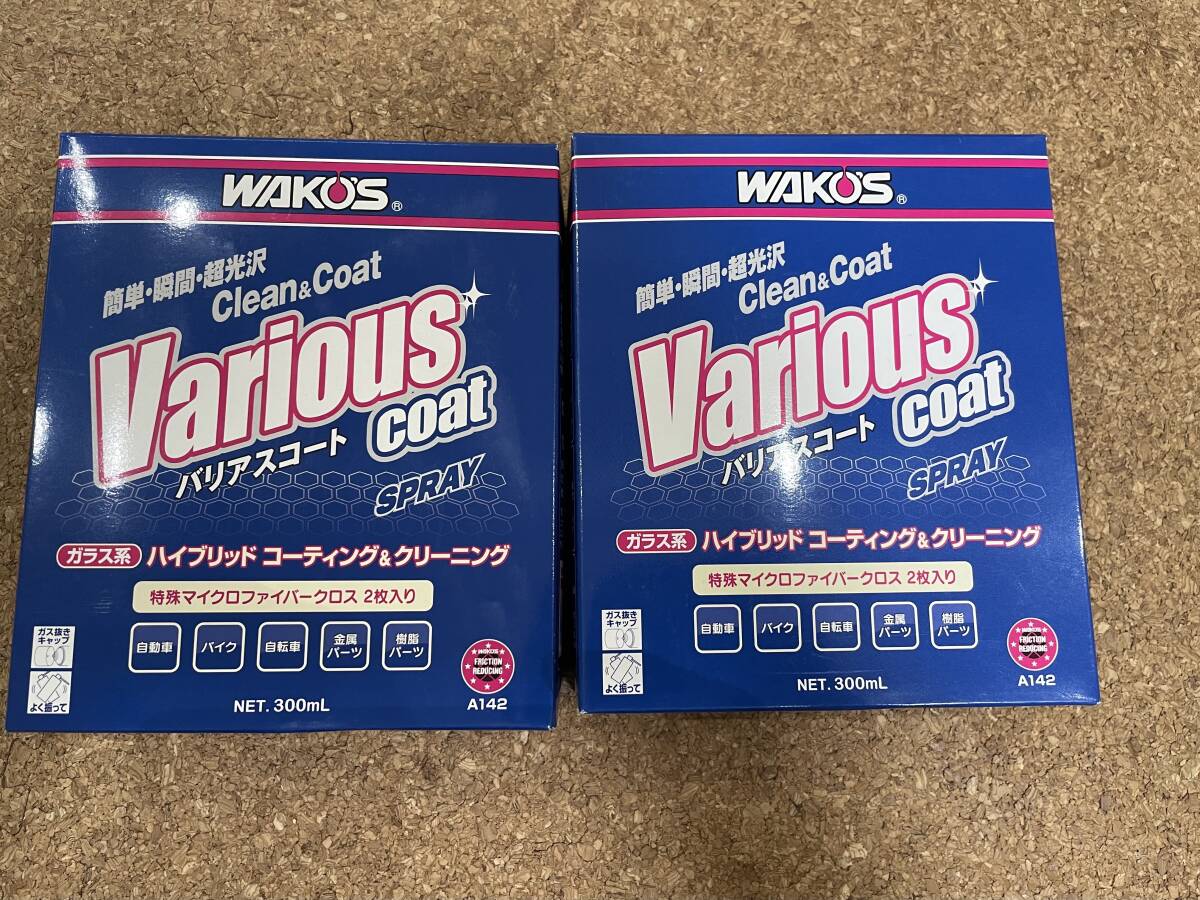 WAKO'S®
簡単・瞬間・超光沢
Clean&Coat
Various
coat
バリアスコート
SPRAY
ガラス系 ハイブリッド コーティング&クリーニング
特殊マイクロファイバークロス 2枚入り
ガス抜き
キャップ
よく振って
自動車
バイク
自転車
金属
パーツ
樹脂
パーツ
WAKO'S
FRICTION
REDUCING
A142
NET. 300mL
WAKO'S®
簡単・瞬間・超光沢
Clean&Coat
Various
coat
バリアスコート
SPRAY
ガラス系 ハイブリッド コーティング&クリーニング
特殊マイクロファイバークロス 2枚入り
ガス抜き
キャップ
よく振って
自動車
バイク
自転車
金属
パーツ
樹脂
パーツ
WAKO'S
FRICTION
REDUCING
A142
NET. 300mL